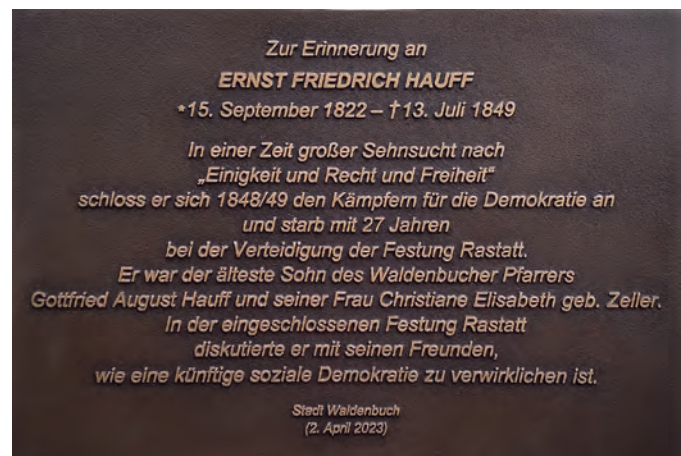 Zur Erinnerung an
ERNST FRIEDRICH HAUFF
*15. September 1822 – †13. Juli 1849
In einer Zeit großer Sehnsucht nach
„Einigkeit und Recht und Freiheit“
schloss er sich 1848/49 den Kämpfern für die Demokratie an
und starb mit 27 Jahren
bei der Verteidigung der Festung Rastatt.
Er war der älteste Sohn des Waldenbucher Pfarrers
Gottfried August Hauff und seiner Frau Christiane Elisabeth geb. Zeller.
In der eingeschlossenen Festung Rastatt
diskutierte er mit seinen Freunden,
wie eine künftige soziale Demokratie zu verwirklichen ist.
Stadt Waldenbuch
(2. April 2023)